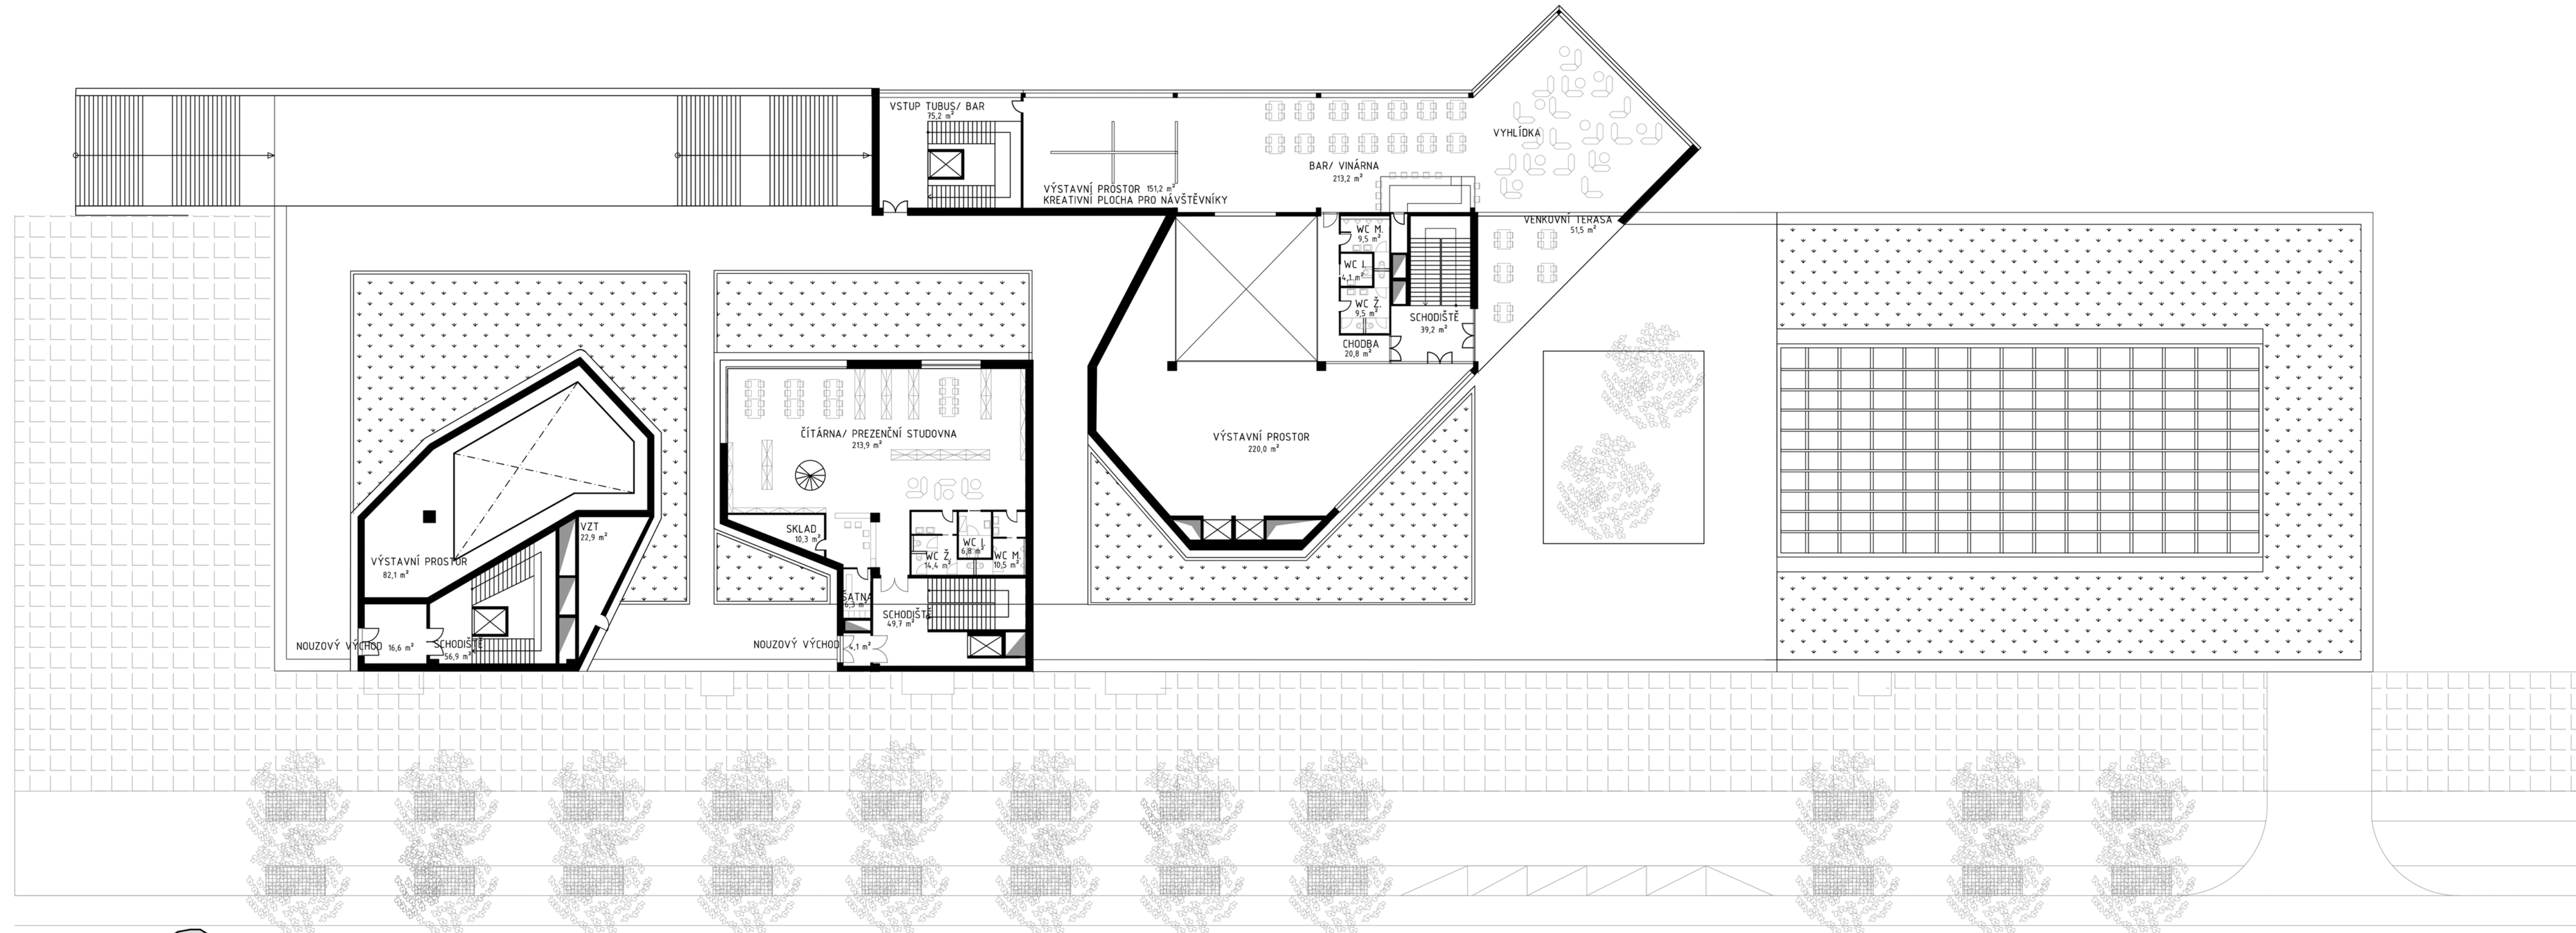 VSTUP TUBUS/ BAR
75,2 m²
VÝSTAVNÍ PROSTOR 151,2 m²
KREATIVNÍ PLOCHA PRO NÁVŠTĚVNÍKY
BAR/ VINÁRNA
213,2 m²
VYHLÍDKA
VENKOVNÍ TERASA
51,5 m²
WC M.
9,5 m²
WC I.
4,1 m²
WC Ž.
9,5 m²
CHODBA
20,8 m²
SCHODIŠTĚ
39,2 m²
VÝSTAVNÍ PROSTOR
220,0 m²
ČÍTÁRNA/ PREZENČNÍ STUDOVNA
213,9 m²
SKLAD
10,3 m²
WC Ž.
14,4 m²
WC I.
6,8 m²
WC M.
10,5 m²
ŠATNA
6,3 m²
SCHODIŠTĚ
49,7 m²
NOUZOVÝ VÝCHOD 4,1 m²
VZT
22,9 m²
VÝSTAVNÍ PROSTOR
82,1 m²
NOUZOVÝ VÝCHOD 16,6 m²
SCHODIŠTĚ
56,9 m²